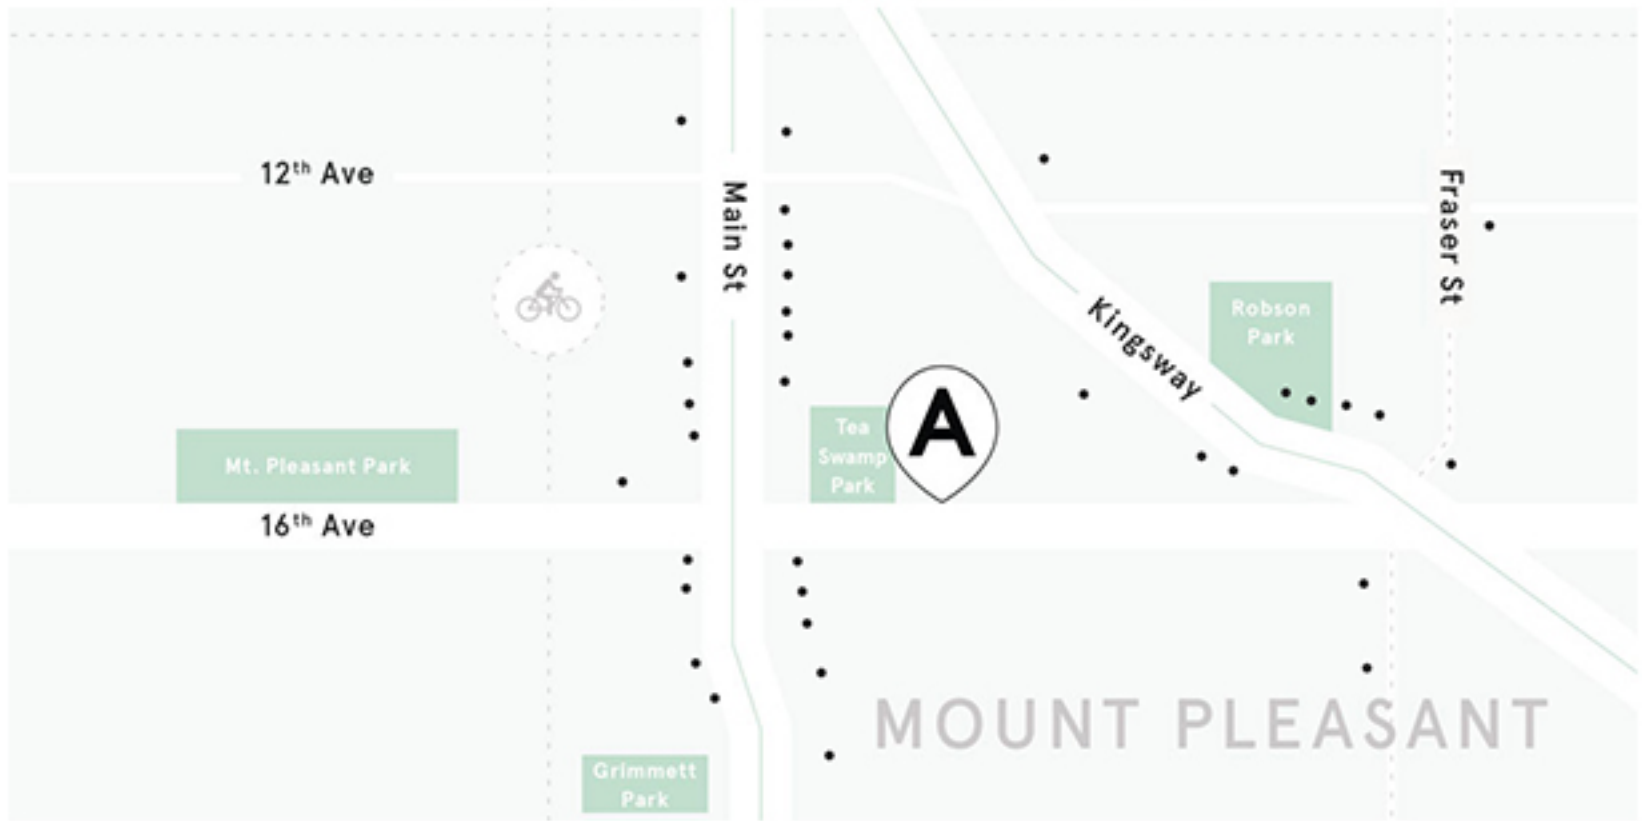 12th Ave
Main St
Fraser St
Kingsway
Robson
Park
A
Tea
Swamp
Park
Mt. Pleasant Park
16th Ave
MOUNT PLEASANT
Grimmett
Park